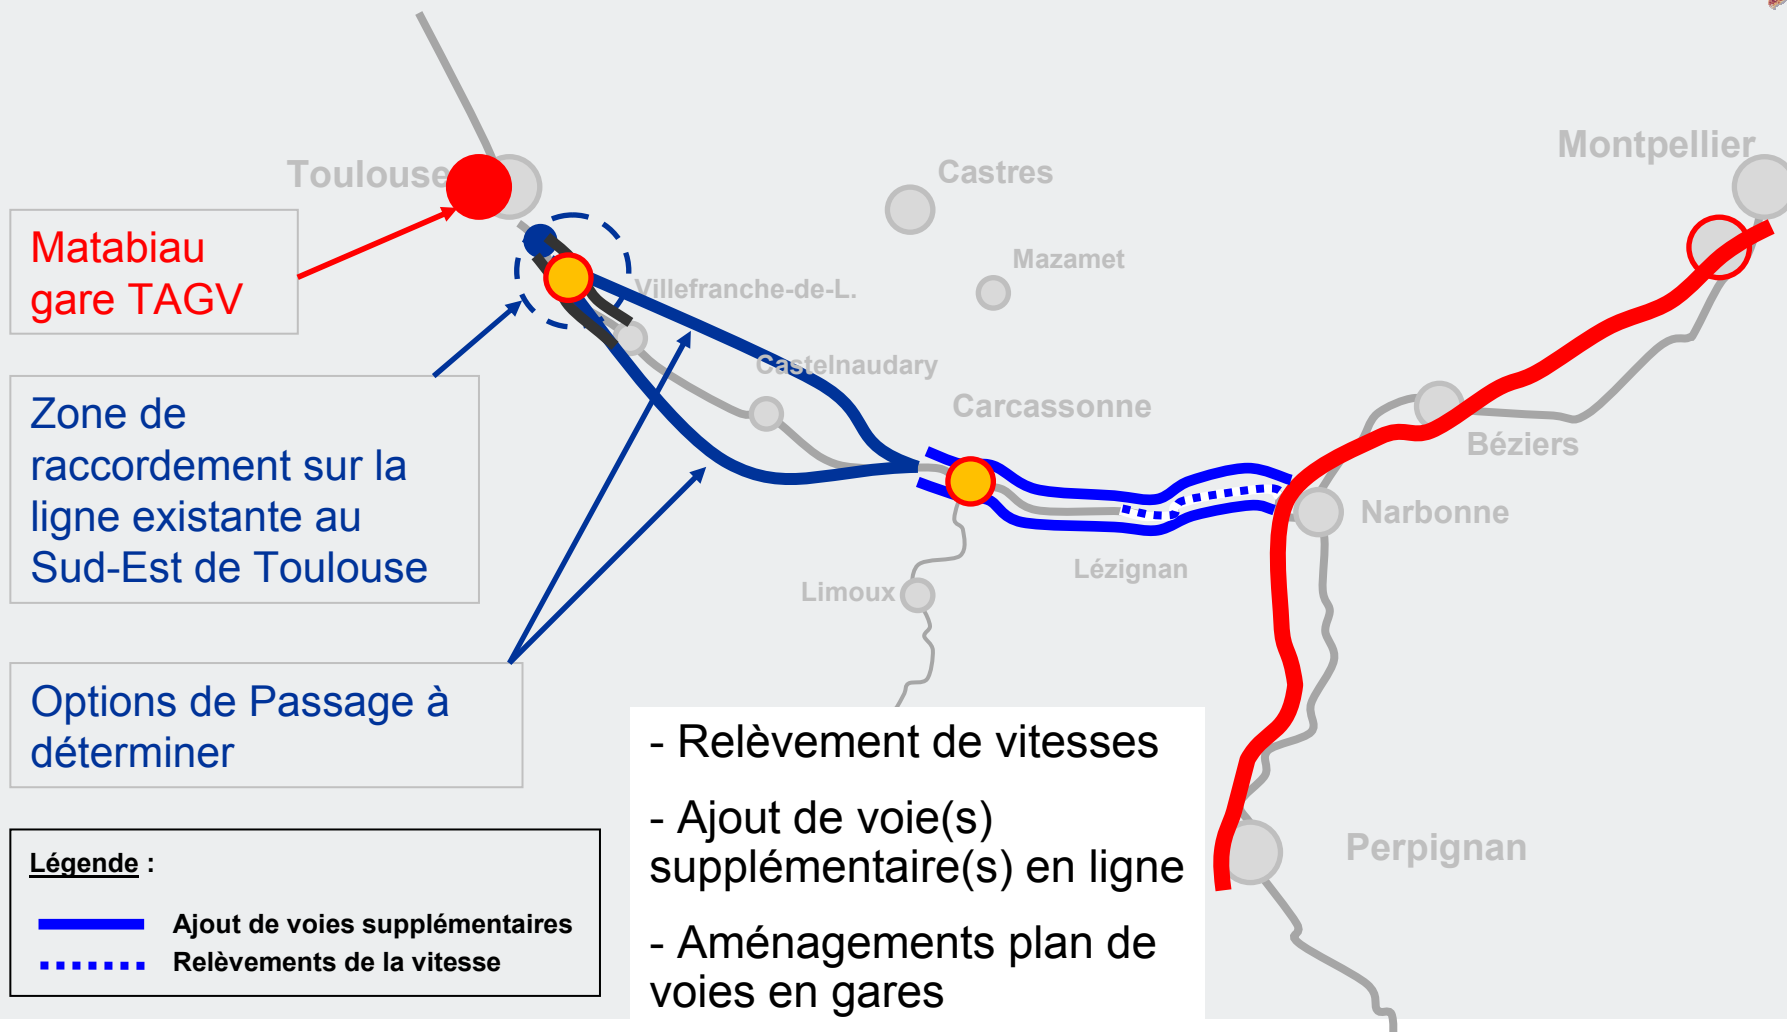 Montpellier
Toulouse
Castres
Matabiau
gare TAGV
Mazamet
Villefranche-de-L.
Castelnaudary
Carcassonne
Béziers
Zone de
raccordement sur la
ligne existante au
Sud-Est de Toulouse
Narbonne
Lézignan
Limoux
Options de Passage à
déterminer
- Relèvement de vitesses
- Ajout de voie(s)
supplémentaire(s) en ligne
- Aménagements plan de
voies en gares
Perpignan
Légende :
Ajout de voies supplémentaires
Relèvements de la vitesse